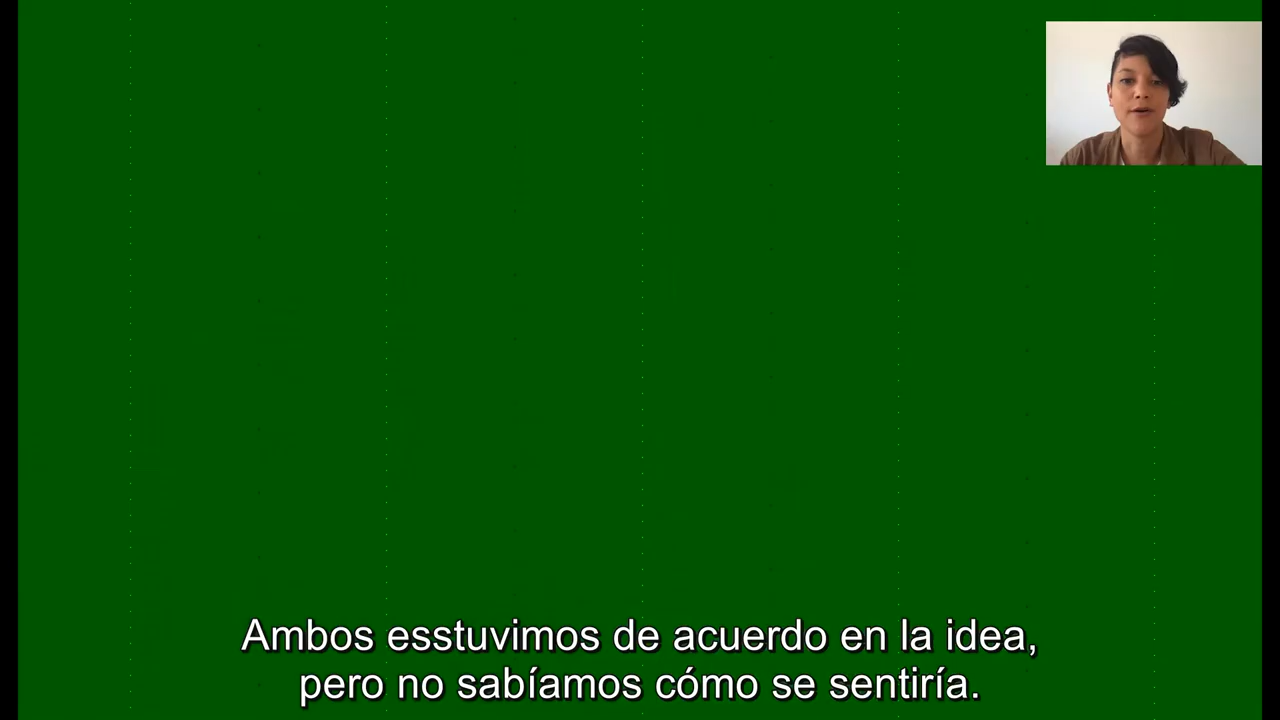 Ambos esstuvimos de acuerdo en la idea,
pero no sabíamos cómo se sentiría.